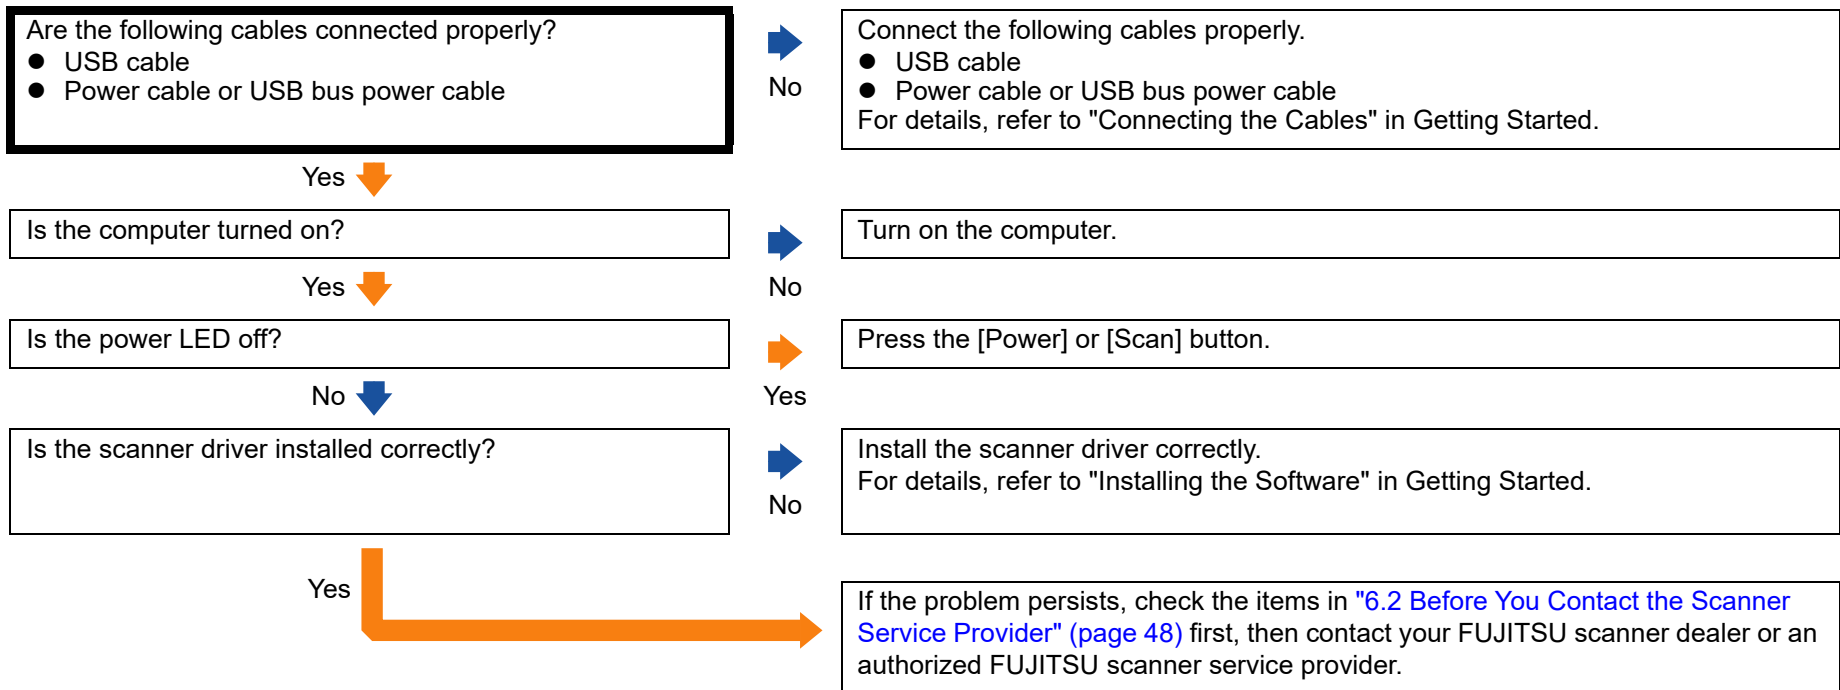 Are the following cables connected properly?
● USB cable
● Power cable or USB bus power cable
No
Connect the following cables properly.
● USB cable
● Power cable or USB bus power cable
For details, refer to "Connecting the Cables" in Getting Started.
Yes
Is the computer turned on?
No
Turn on the computer.
Yes
Is the power LED off?
Yes
Press the [Power] or [Scan] button.
No
Is the scanner driver installed correctly?
No
Install the scanner driver correctly.
For details, refer to "Installing the Software" in Getting Started.
Yes
If the problem persists, check the items in "6.2 Before You Contact the Scanner
Service Provider" (page 48) first, then contact your FUJITSU scanner dealer or an
authorized FUJITSU scanner service provider.